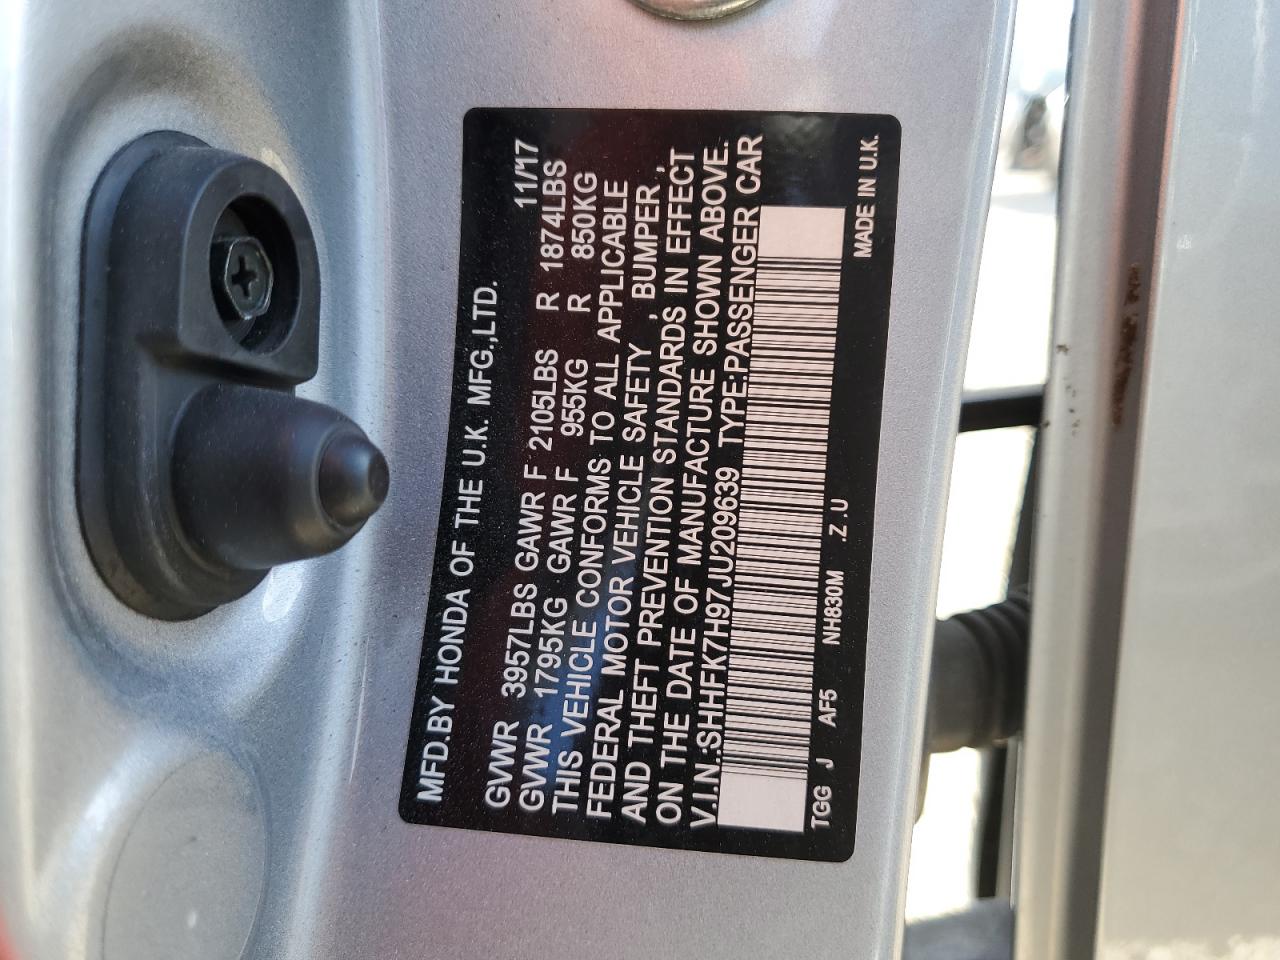 MFD.BY HONDA OF THE U.K. MFG.,LTD.
11/17
GVWR 3957LBS GAWR F 2105LBS R 1874LBS
GVWR 1795KG GAWR F 955KG R 850KG
THIS VEHICLE CONFORMS TO ALL APPLICABLE
FEDERAL MOTOR VEHICLE SAFETY , BUMPER ,
AND THEFT PREVENTION STANDARDS IN EFFECT
ON THE DATE OF MANUFACTURE SHOWN ABOVE.
V.I.N.:SHHFK7H97JU209639 TYPE:PASSENGER CAR
TGG J AF5 NH830M .Z .U
MADE IN U.K.